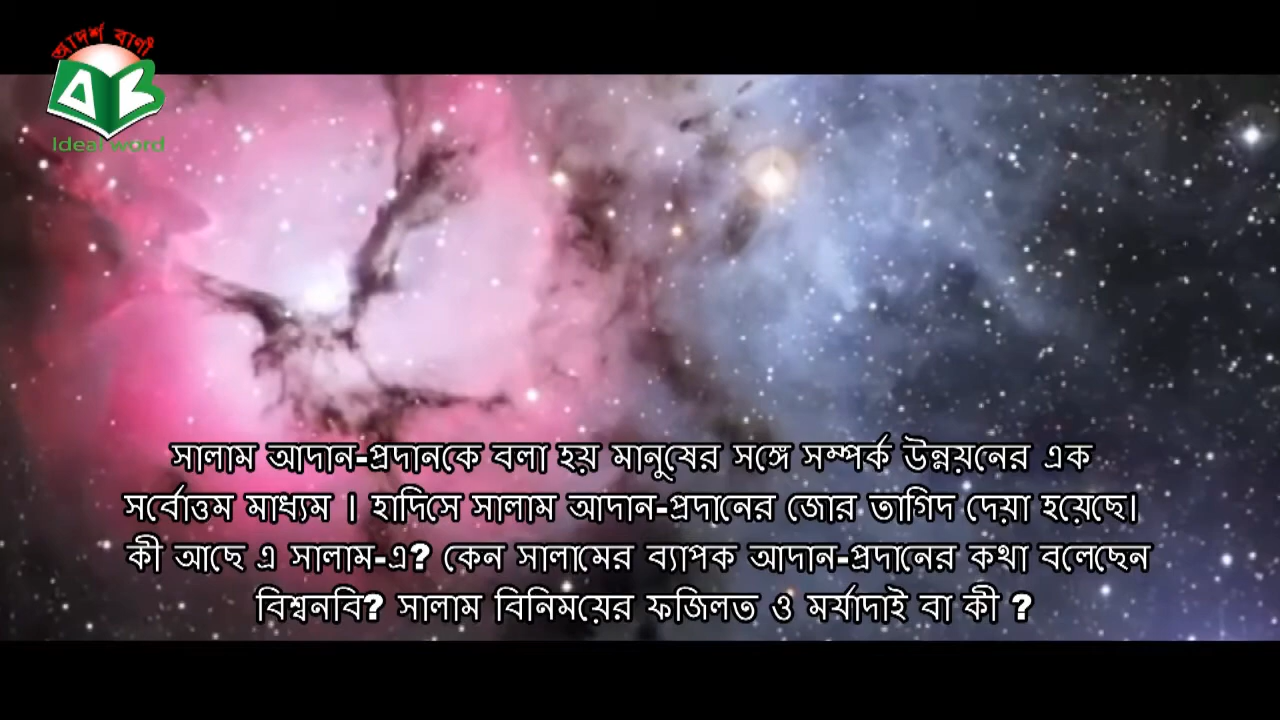 আদর্শ বাণী
Ideal word
সালাম আদান-প্রদানকে বলা হয় মানুষের সঙ্গে সম্পর্ক উন্নয়নের এক
সর্বোত্তম মাধ্যম । হাদিসে সালাম আদান-প্রদানের জোর তাগিদ দেয়া হয়েছে।
কী আছে এ সালাম-এ? কেন সালামের ব্যাপক আদান-প্রদানের কথা বলেছেন
বিশ্বনবি? সালাম বিনিময়ের ফজিলত ও মর্যাদাই বা কী ?